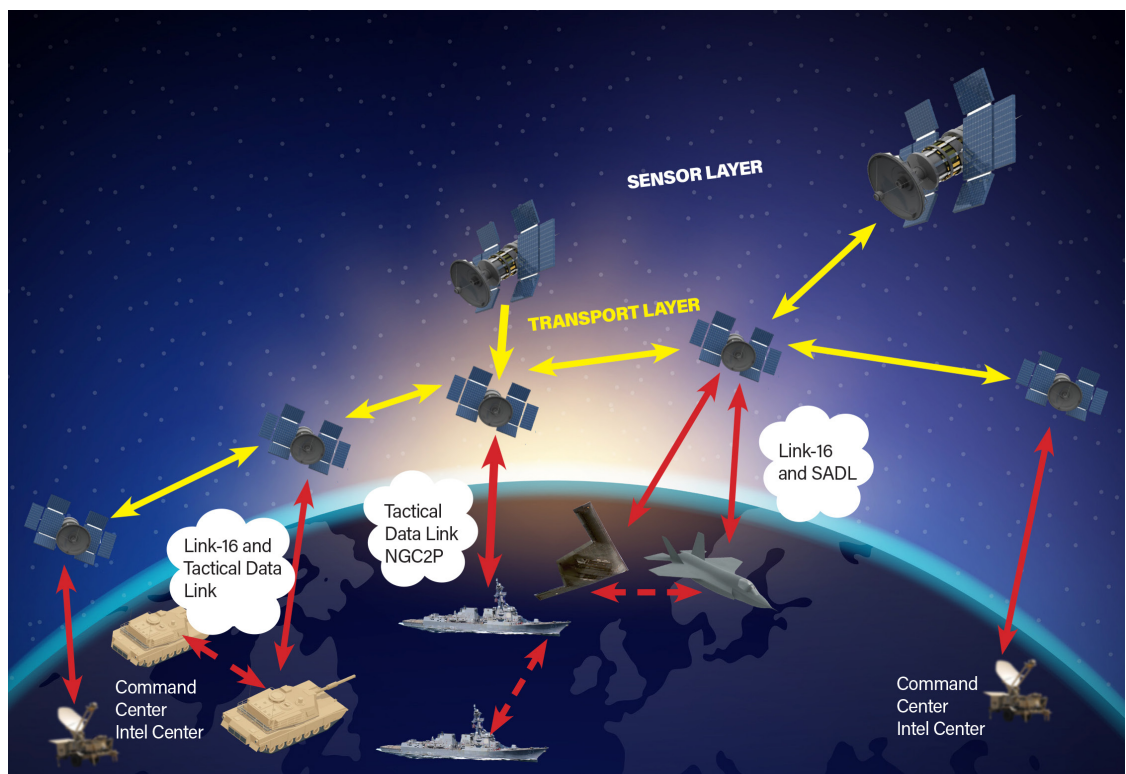 SENSOR LAYER
TRANSPORT LAYER
Link-16
and SADL
Tactical
Data Link
NGC2P
Link-16 and
Tactical Data
Link
Command
Center
Intel Center
Command
Center
Intel Center